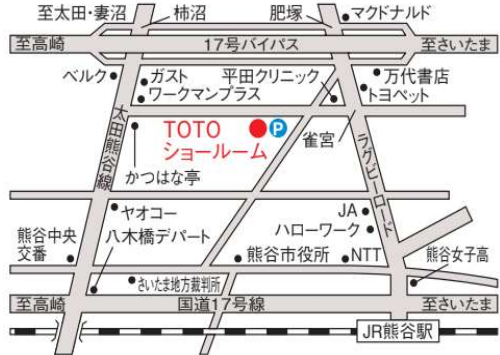 至太田・妻沼
柿沼
肥塚
マクドナルド
至高崎
17号バイパス
至さいたま
ベルク
ガスト
ワークマンプラス
平田クリニック
万代書店
トヨペット
太田熊谷線
TOTO
ショールーム
P
雀宮
ラグビーロード
かつはな亭
ヤオコー
JA
ハローワーク
熊谷中央
交番
八木橋デパート
熊谷市役所
NTT
熊谷女子高
さいたま地方裁判所
至高崎
国道17号線
至さいたま
JR熊谷駅